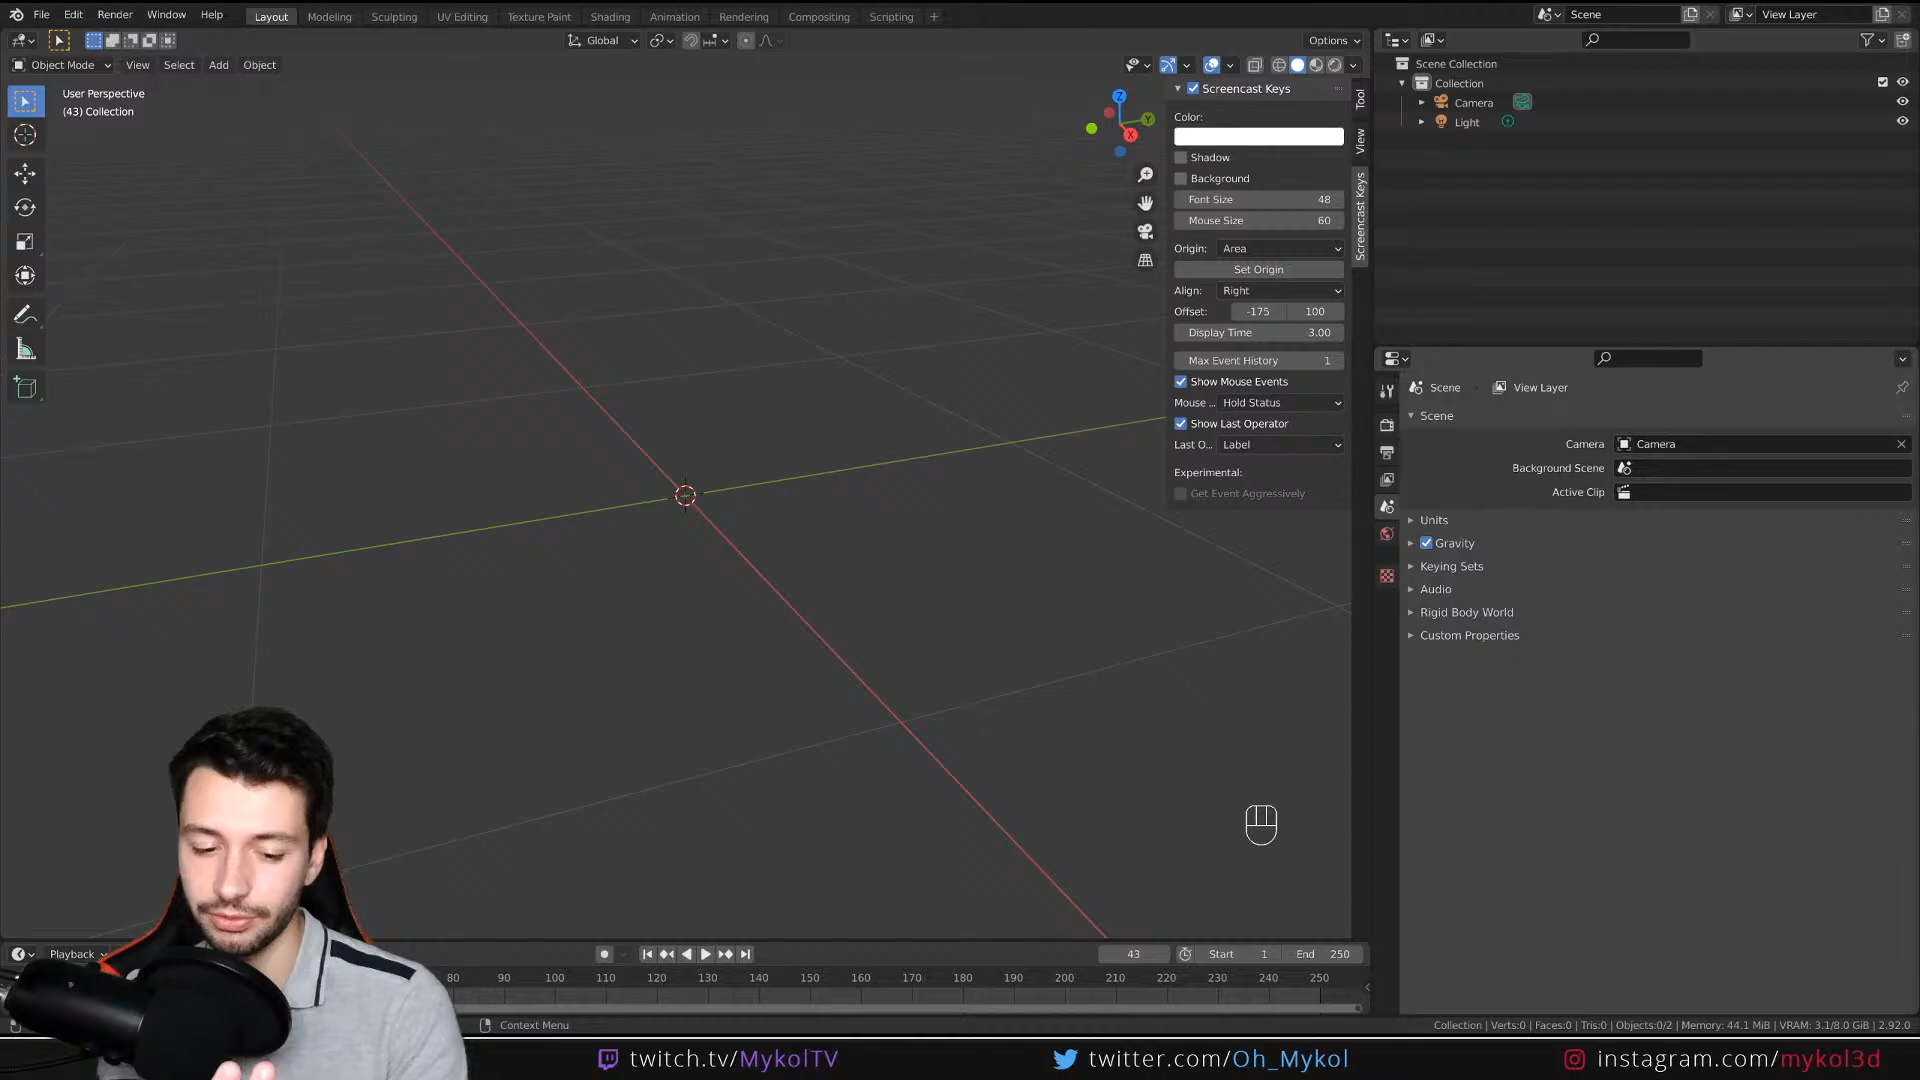 File Edit Render Window Help Layout Modeling Sculpting UV Editing Texture Paint Shading Animation Rendering Compositing Scripting + Scene View Layer
Global Options
Object Mode View Select Add Object
User Perspective
(43) Collection
Z
Y
X
Screencast Keys
Color:
Shadow
Background
Font Size 48
Mouse Size 60
Origin: Area
Set Origin
Align: Right
Offset: -175 100
Display Time 3.00
Max Event History 1
Show Mouse Events
Mouse ... Hold Status
Show Last Operator
Last O... Label
Experimental:
Get Event Aggressively
Tool
View
Screencast Keys
Scene Collection
Collection
Camera
Light
Scene View Layer
Scene
Camera Camera
Background Scene
Active Clip
Units
Gravity
Keying Sets
Audio
Rigid Body World
Custom Properties
Playback 43 Start 1 End 250
80 90 100 110 120 130 140 150 160 170 180 190 200 210 220 230 240 250
Context Menu
Collection | Verts:0 | Faces:0 | Tris:0 | Objects:0/2 | Memory: 44.1 MiB | VRAM: 3.1/8.0 GiB | 2.92.0
twitch.tv/MykolTV twitter.com/Oh_Mykol instagram.com/mykol3d